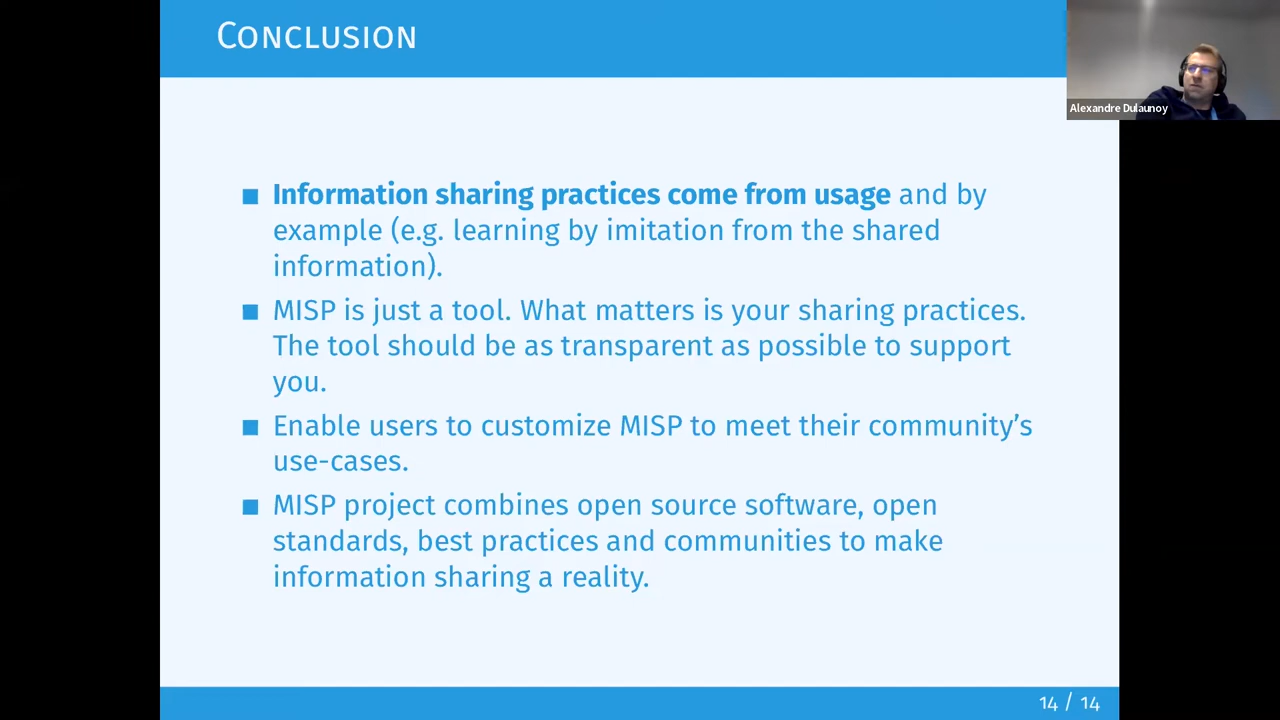 CONCLUSION
Alexandre Dulaunoy
■ Information sharing practices come from usage and by
example (e.g. learning by imitation from the shared
information).
■ MISP is just a tool. What matters is your sharing practices.
The tool should be as transparent as possible to support
you.
■ Enable users to customize MISP to meet their community’s
use-cases.
■ MISP project combines open source software, open
standards, best practices and communities to make
information sharing a reality.
14 / 14